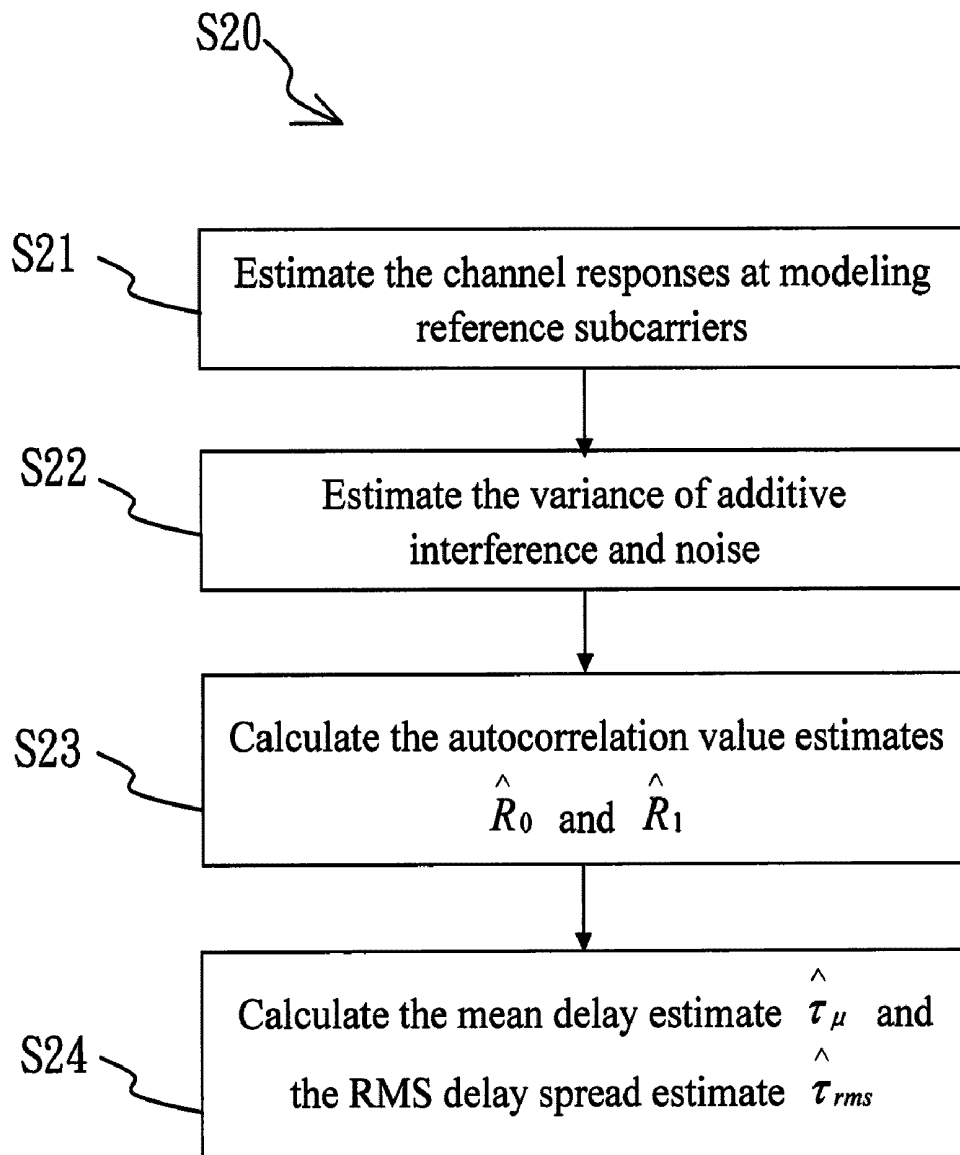 S20
S21
Estimate the channel responses at modeling
reference subcarriers
S22
Estimate the variance of additive
interference and noise
S23
Calculate the autocorrelation value estimates
R̂₀ and R̂₁
S24
Calculate the mean delay estimate τ̂_μ and
the RMS delay spread estimate τ̂_rms